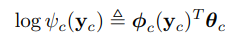 log ψ_c(𝐲_c) ≜ 𝝓_c(𝐲_c)^T 𝜽_c